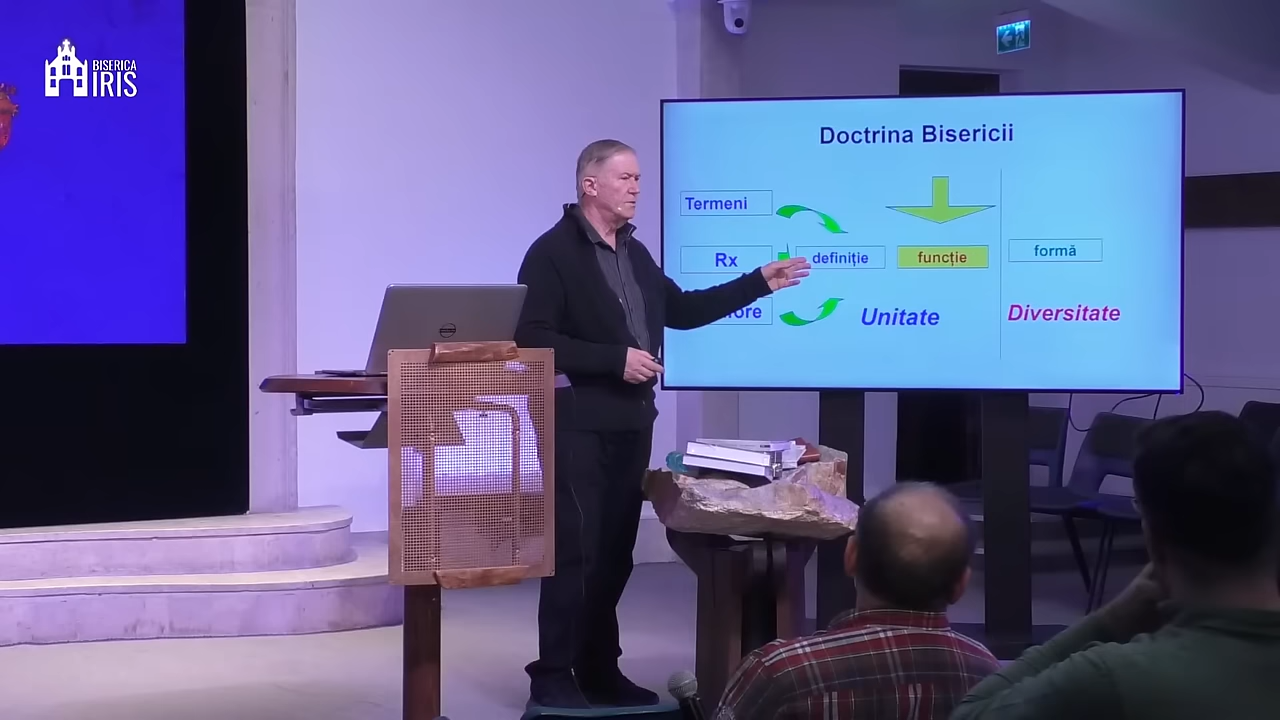 BISERICA
IRIS
Doctrina Bisericii
Termeni
Rx
definiție
funcție
formă
Unitate
Diversitate